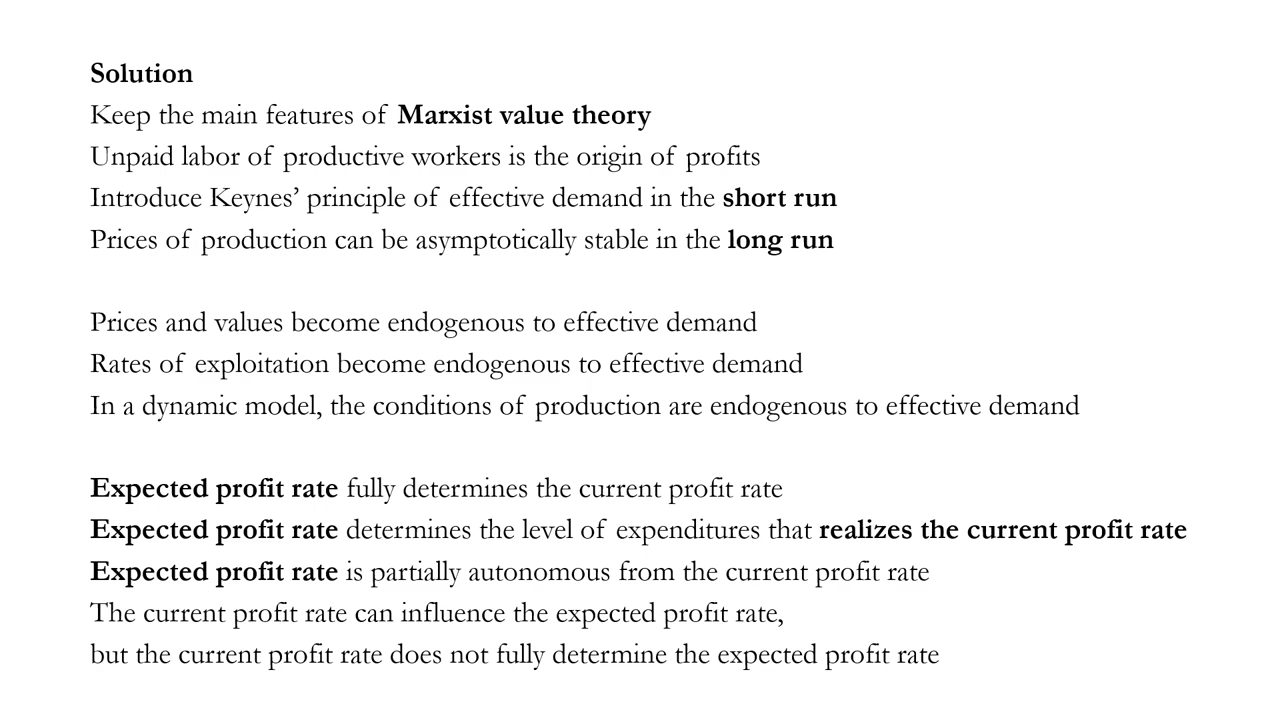 Solution
Keep the main features of Marxist value theory
Unpaid labor of productive workers is the origin of profits
Introduce Keynes’ principle of effective demand in the short run
Prices of production can be asymptotically stable in the long run
Prices and values become endogenous to effective demand
Rates of exploitation become endogenous to effective demand
In a dynamic model, the conditions of production are endogenous to effective demand
Expected profit rate fully determines the current profit rate
Expected profit rate determines the level of expenditures that realizes the current profit rate
Expected profit rate is partially autonomous from the current profit rate
The current profit rate can influence the expected profit rate,
but the current profit rate does not fully determine the expected profit rate